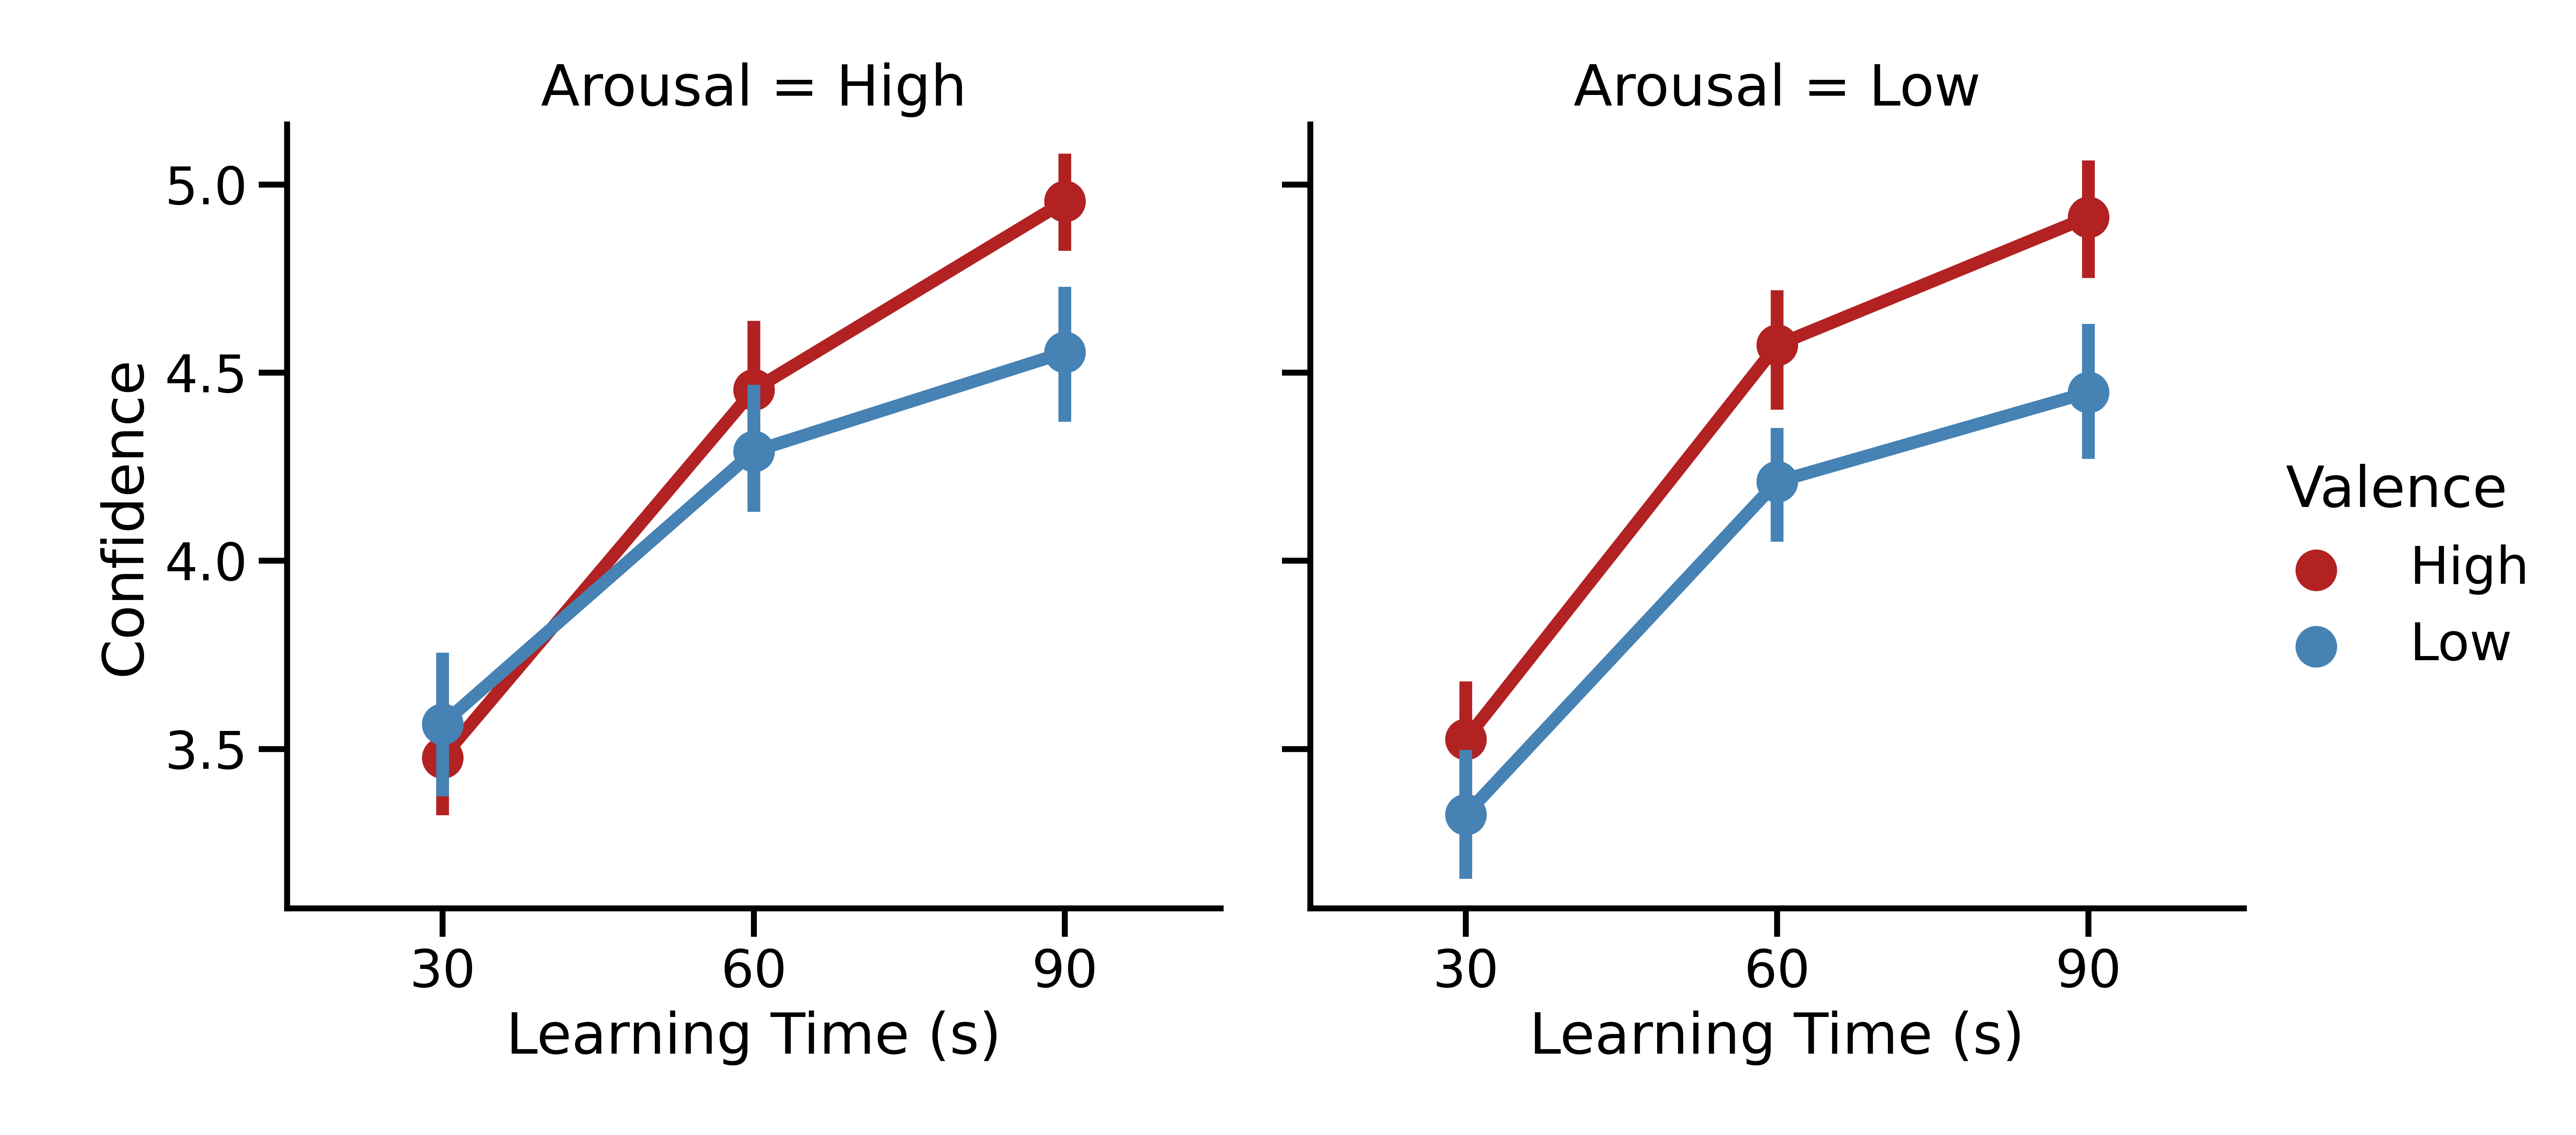 Arousal = High
Arousal = Low
Confidence
5.0
4.5
4.0
3.5
30 60 90
30 60 90
Learning Time (s)
Learning Time (s)
Valence
High
Low